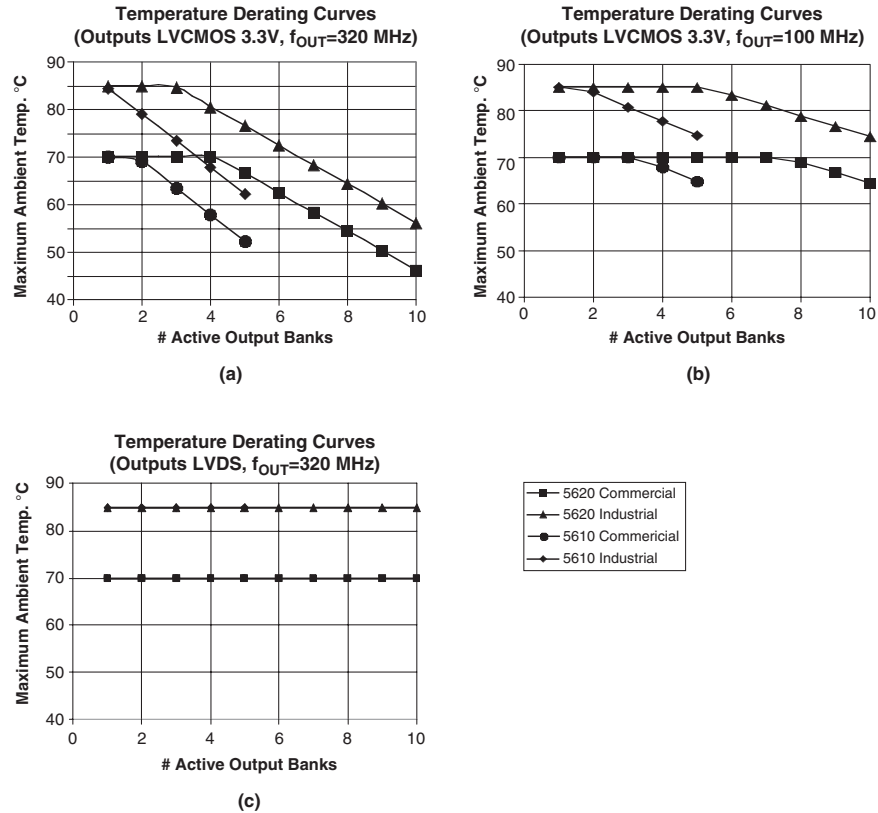 Temperature Derating Curves
(Outputs LVCMOS 3.3V, fOUT=320 MHz)
Maximum Ambient Temp. °C
90
80
70
60
50
40
0
2
4
6
8
10
# Active Output Banks
(a)
Temperature Derating Curves
(Outputs LVCMOS 3.3V, fOUT=100 MHz)
Maximum Ambient Temp. °C
90
80
70
60
50
40
0
2
4
6
8
10
# Active Output Banks
(b)
Temperature Derating Curves
(Outputs LVDS, fOUT=320 MHz)
Maximum Ambient Temp. °C
90
80
70
60
50
40
0
2
4
6
8
10
# Active Output Banks
(c)
5620 Commercial
5620 Industrial
5610 Commericial
5610 Industrial